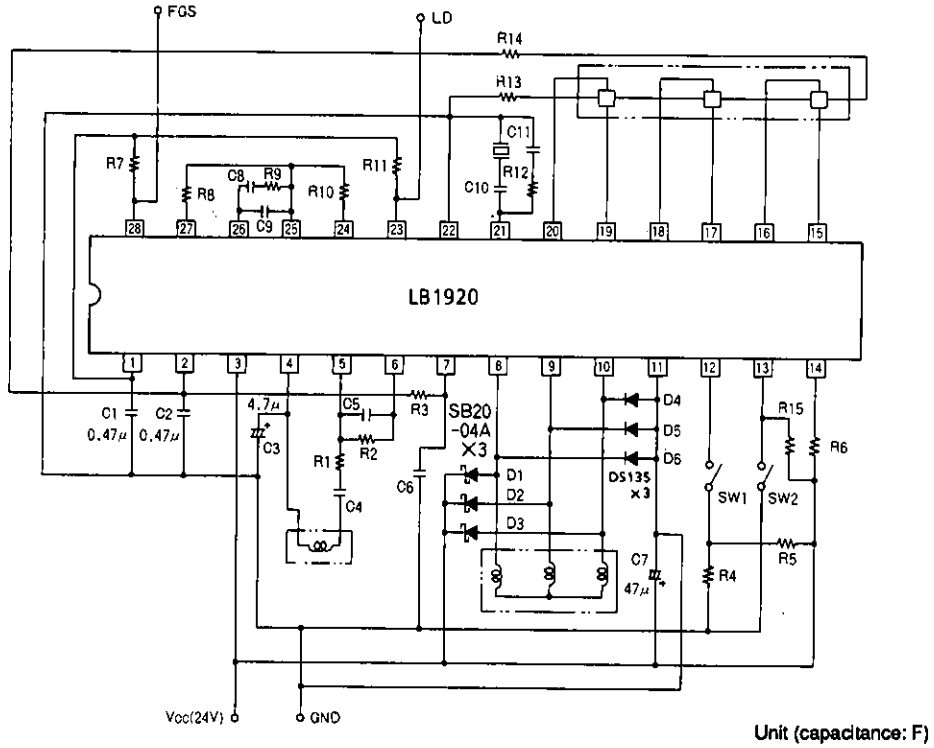 FGS
LD
R14
R13
C11
R7
R11
R12
C8
R9
R8
R10
C10
C9
28
27
26
25
24
23
22
21
20
19
18
17
16
15
LB1920
1
2
3
4
5
6
7
8
9
10
11
12
13
14
C1
0.47μ
C2
0.47μ
4.7μ
C3
C5
R2
R1
C4
R3
C6
SB20
-04A
×3
D1
D2
D3
D4
D5
D6
DS135
×3
C7
47μ
SW1
SW2
R15
R6
R4
R5
Vcc(24V)
GND
Unit (capacitance: F)